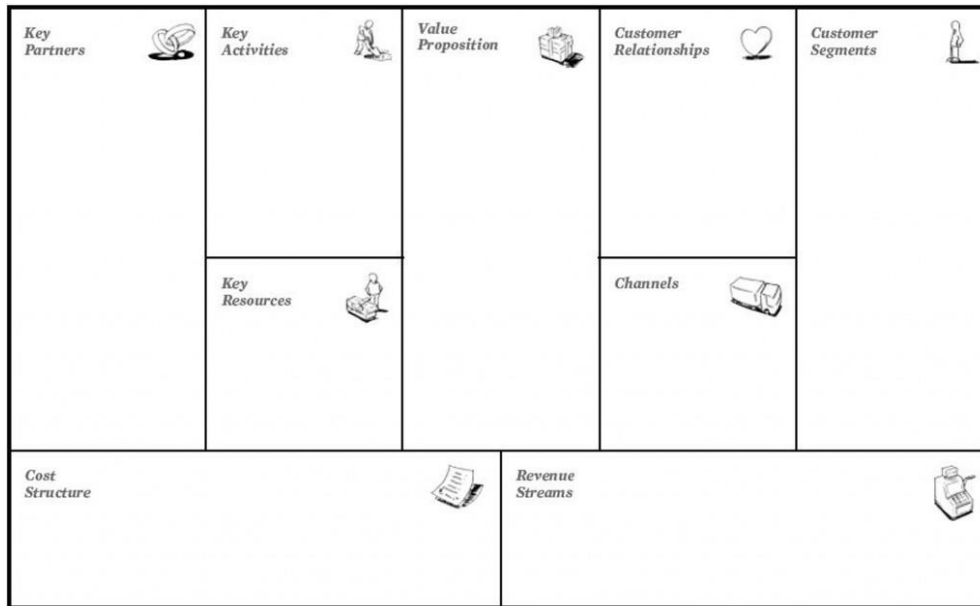 Key
Partners
Key
Activities
Value
Proposition
Customer
Relationships
Customer
Segments
Key
Resources
Channels
Cost
Structure
Revenue
Streams